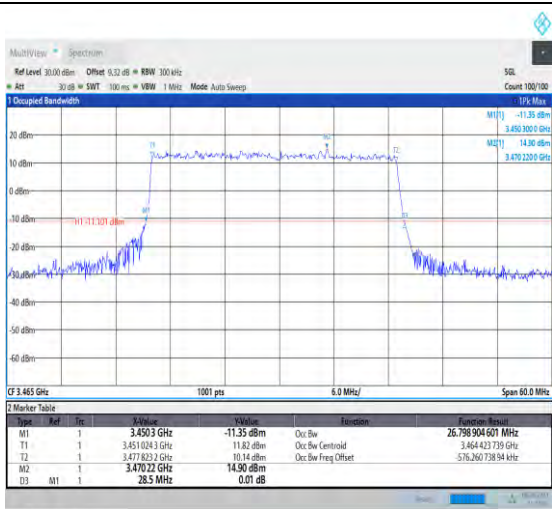 MultiView Spectrum
Ref Level 30.00 dBm Offset 9.32 dB RBW 300 kHz SGL
Att 30 dB SWT 100 ms VBW 1 MHz Mode Auto Sweep Count 100/100
1 Occupied Bandwidth 1Pk Max
M1[1] -11.35 dBm
3.450 300 0 GHz
M2[1] 14.90 dBm
3.470 220 0 GHz
20 dBm
10 dBm
0 dBm
-10 dBm
H1 -11.101 dBm
-20 dBm
-30 dBm
-40 dBm
-50 dBm
-60 dBm
T1
T2
M1
CF 3.465 GHz 1001 pts 6.0 MHz/ Span 60.0 MHz
2 Marker Table
Type Ref Trc X-Value Y-Value Function Function Result
M1 1 3.4503 GHz -11.35 dBm Occ Bw 26.798 904 601 MHz
T1 1 3.451 024 3 GHz 11.82 dBm Occ Bw Centroid 3.464 423 739 GHz
T2 1 3.477 823 2 GHz 10.14 dBm Occ Bw Freq Offset -576.260 738 94 kHz
M2 1 3.470 22 GHz 14.90 dBm
D3 M1 1 28.5 MHz 0.01 dB